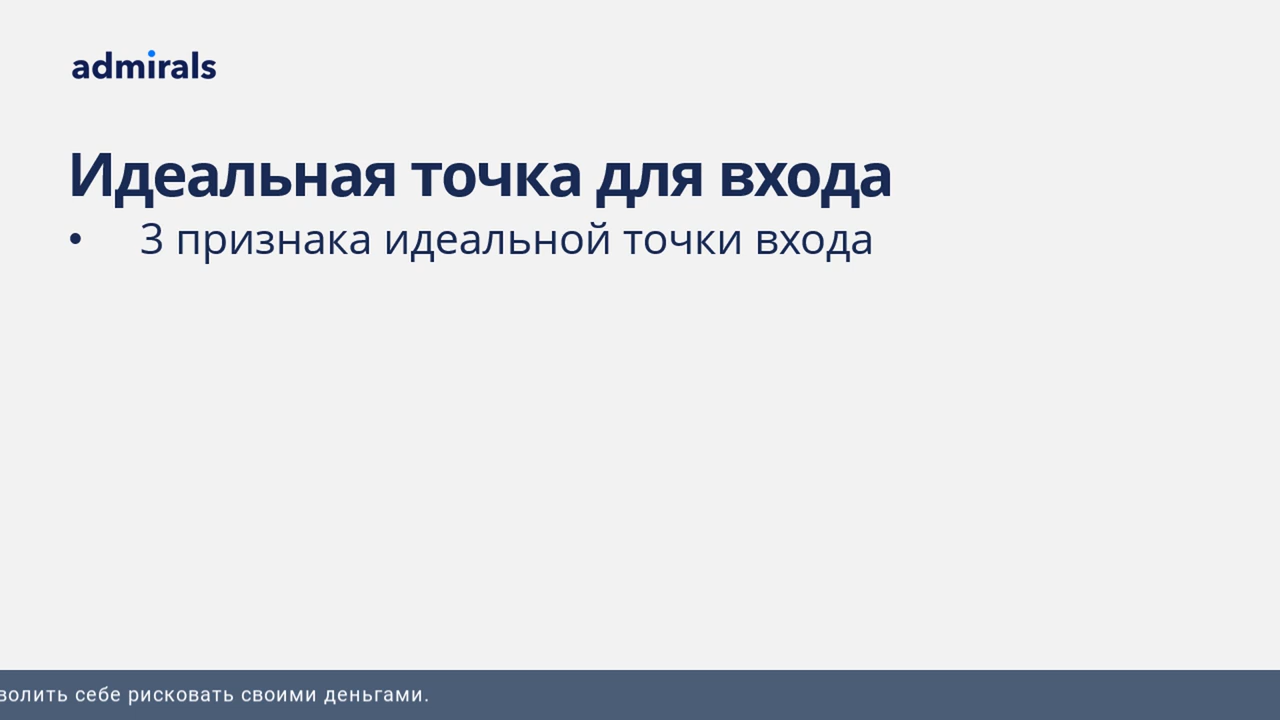 admirals
Идеальная точка для входа
• 3 признака идеальной точки входа
волить себе рисковать своими деньгами.